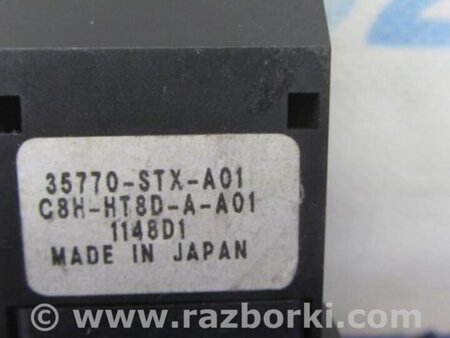 35770-STX-A01
C8H-HT8D-A-A01
1148D1
MADE IN JAPAN
© www.razborki.com